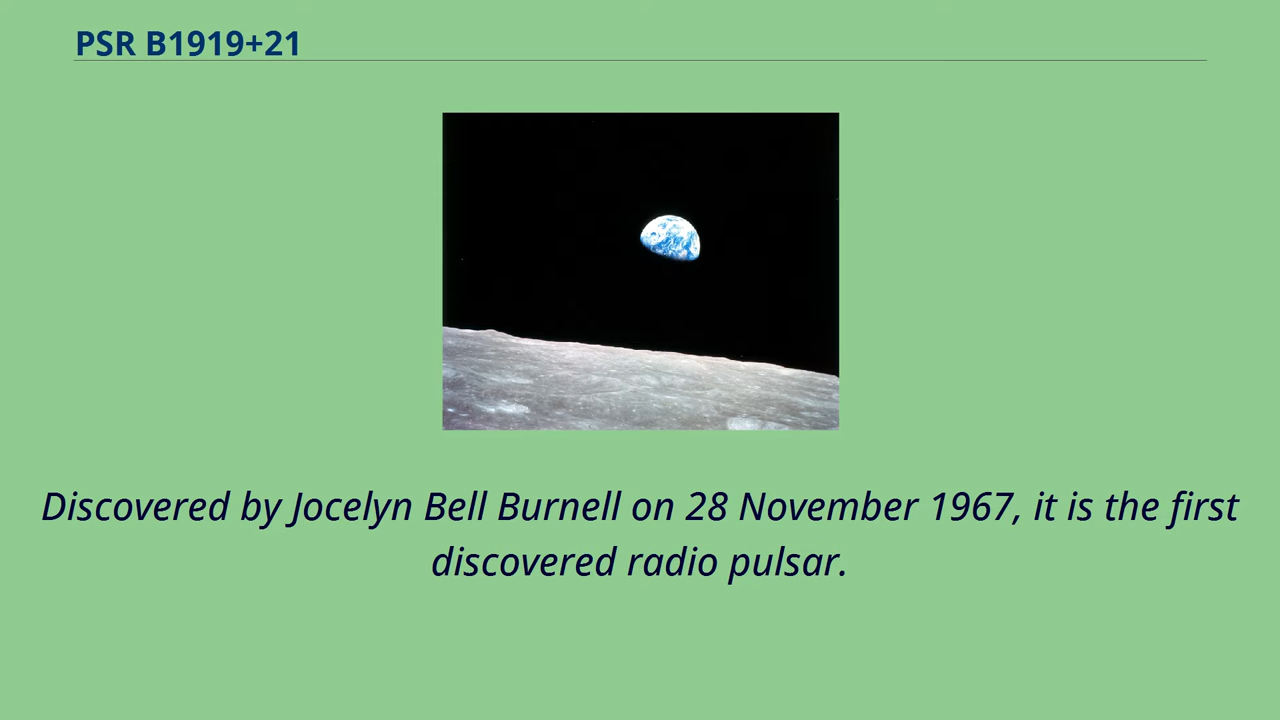 PSR B1919+21
Discovered by Jocelyn Bell Burnell on 28 November 1967, it is the first
discovered radio pulsar.